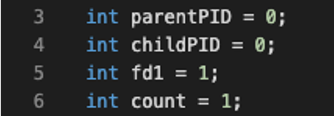 3 int parentPID = 0;
4 int childPID = 0;
5 int fd1 = 1;
6 int count = 1;